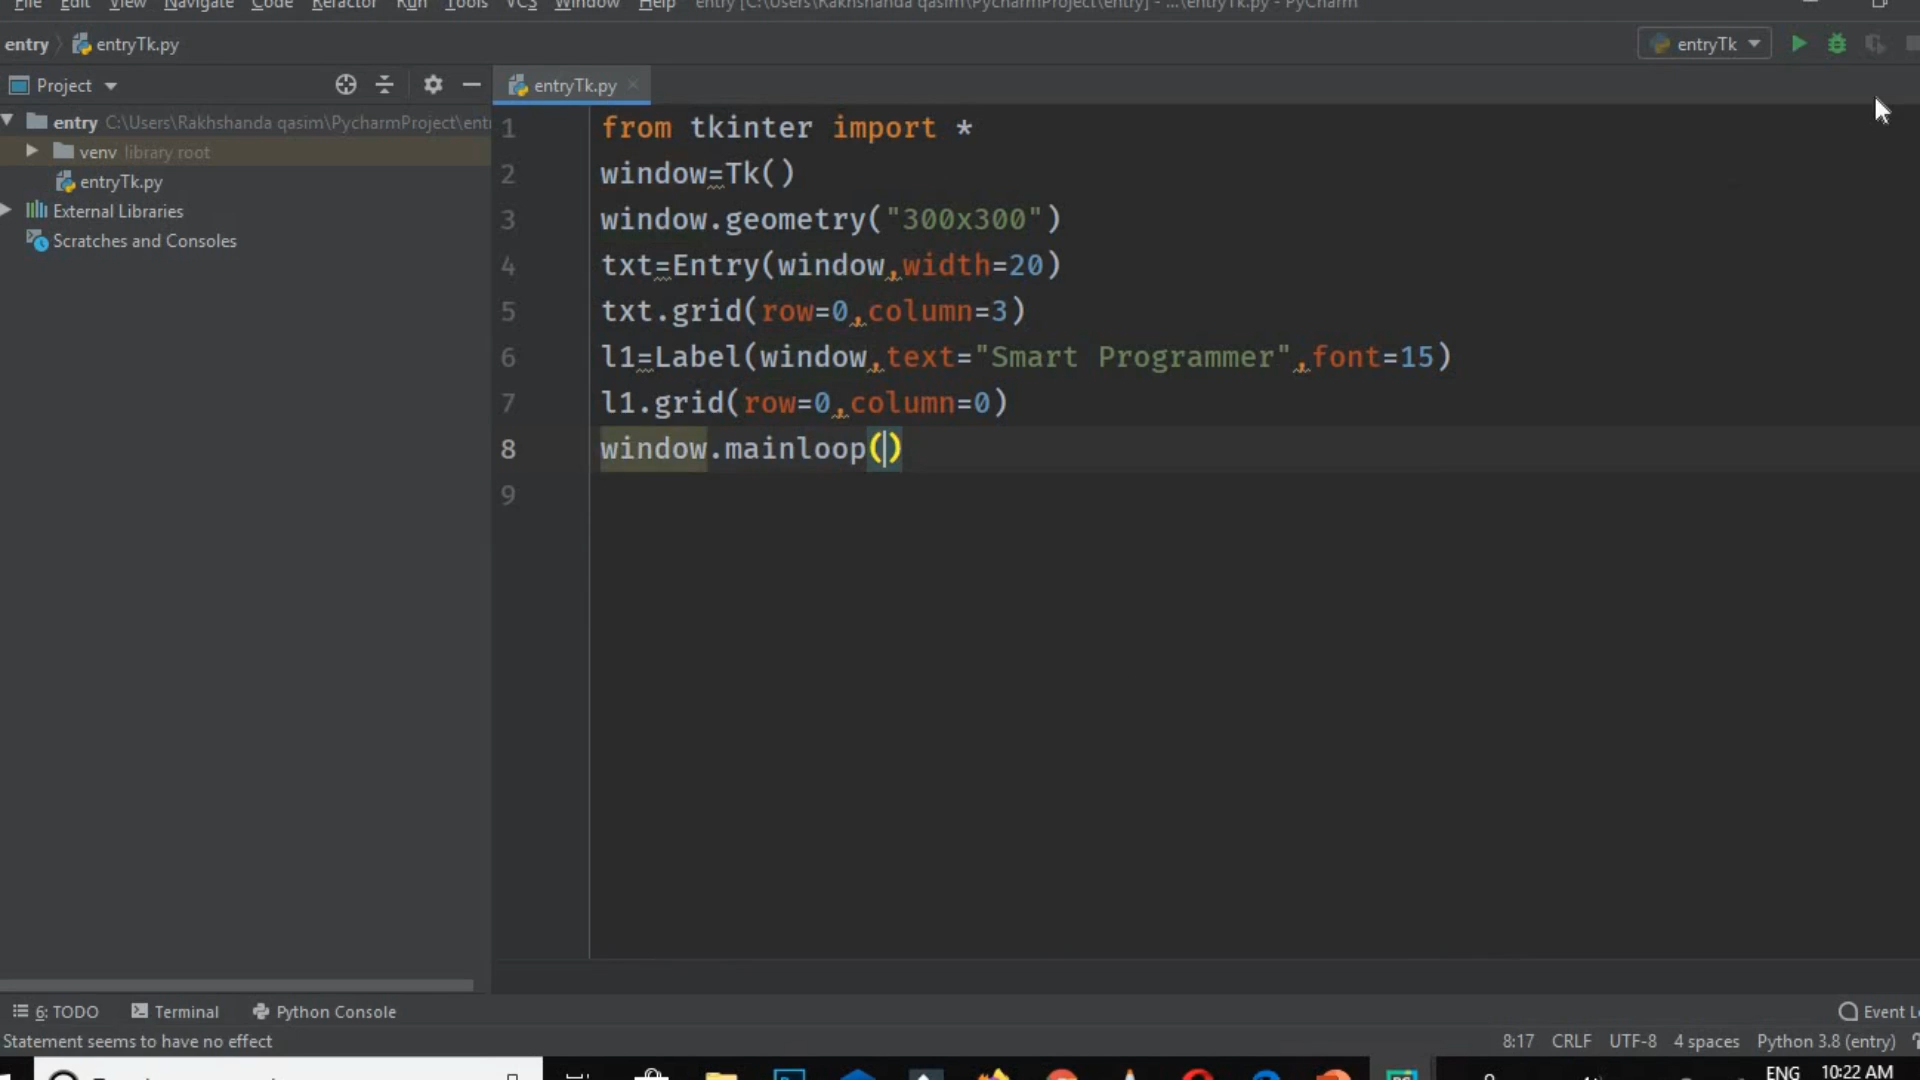 File Edit View Navigate Code Refactor Run Tools VCS Window Help entry [C:\Users\Rakhshanda qasim\PycharmProject\entry] - ...\entryTk.py - PyCharm
entry entryTk.py entryTk
Project entryTk.py
entry C:\Users\Rakhshanda qasim\PycharmProject\ent
venv library root
entryTk.py
External Libraries
Scratches and Consoles
1 from tkinter import *
2 window=Tk()
3 window.geometry("300x300")
4 txt=Entry(window,width=20)
5 txt.grid(row=0,column=3)
6 l1=Label(window,text="Smart Programmer",font=15)
7 l1.grid(row=0,column=0)
8 window.mainloop()
9
6: TODO Terminal Python Console Event L
Statement seems to have no effect 8:17 CRLF UTF-8 4 spaces Python 3.8 (entry)
ENG 10:22 AM